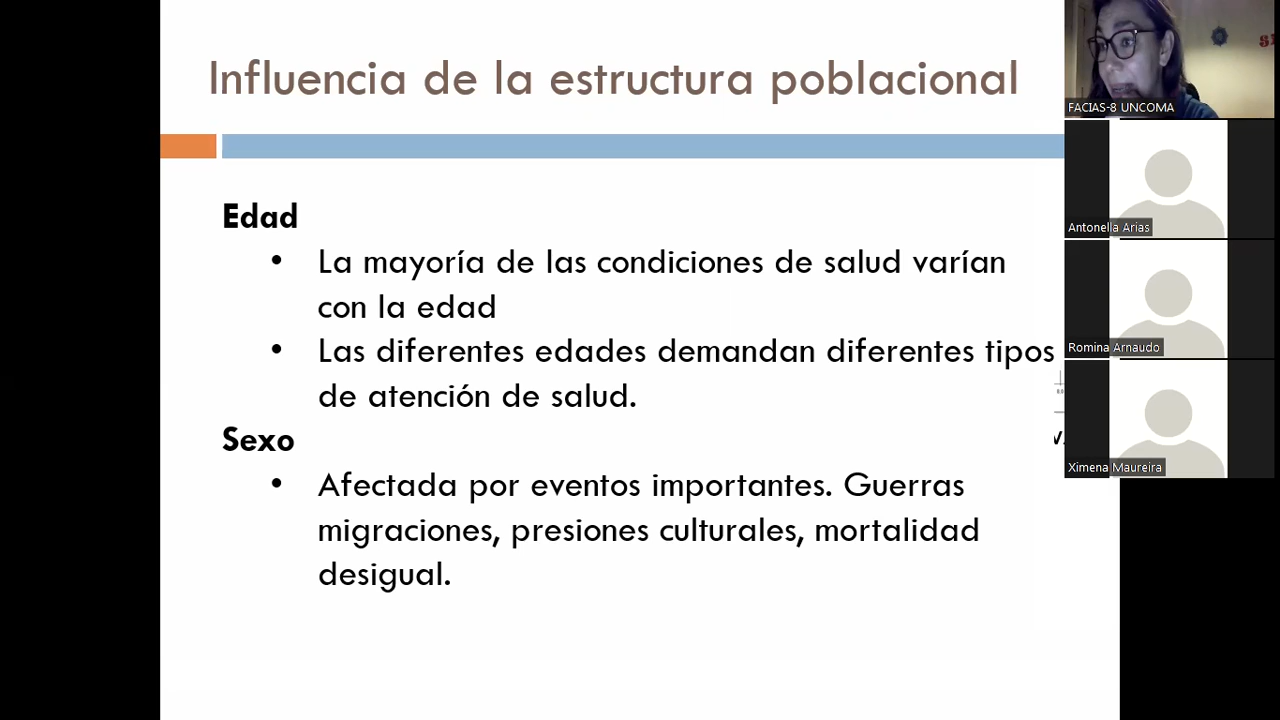 Influencia de la estructura poblacional
Edad
• La mayoría de las condiciones de salud varían
con la edad
• Las diferentes edades demandan diferentes tipos
de atención de salud.
Sexo
• Afectada por eventos importantes. Guerras
migraciones, presiones culturales, mortalidad
desigual.
FACIAS-8 UNCOMA
Antonella Arias
Romina Arnaudo
Ximena Maureira